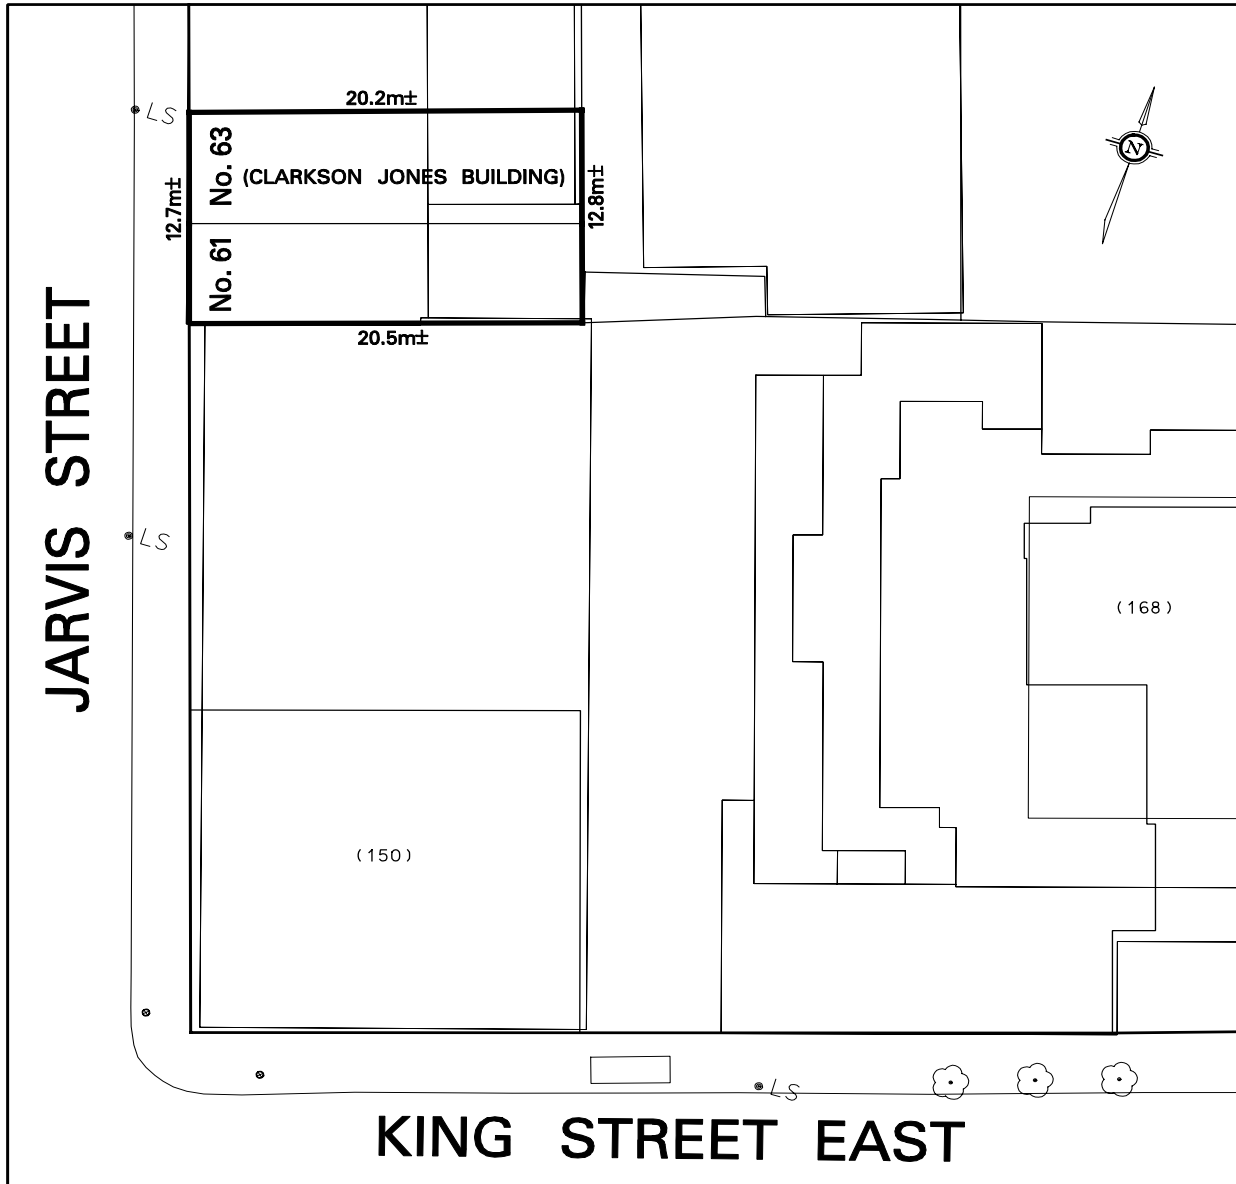 20.2m±
LS
No. 63
(CLARKSON JONES BUILDING)
12.7m±
12.8m±
N
No. 61
20.5m±
JARVIS STREET
LS
(168)
(150)
LS
KING STREET EAST